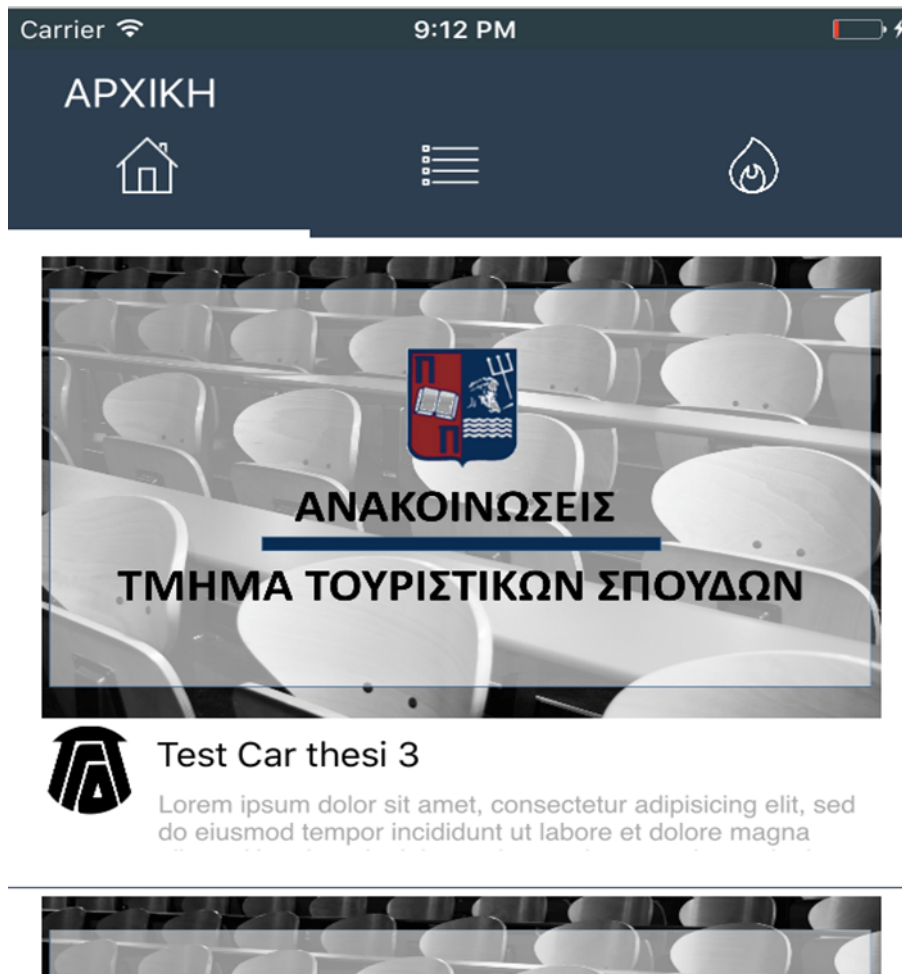 Carrier
9:12 PM
ΑΡΧΙΚΗ
ΑΝΑΚΟΙΝΩΣΕΙΣ
ΤΜΗΜΑ ΤΟΥΡΙΣΤΙΚΩΝ ΣΠΟΥΔΩΝ
Test Car thesi 3
Lorem ipsum dolor sit amet, consectetur adipisicing elit, sed
do eiusmod tempor incididunt ut labore et dolore magna